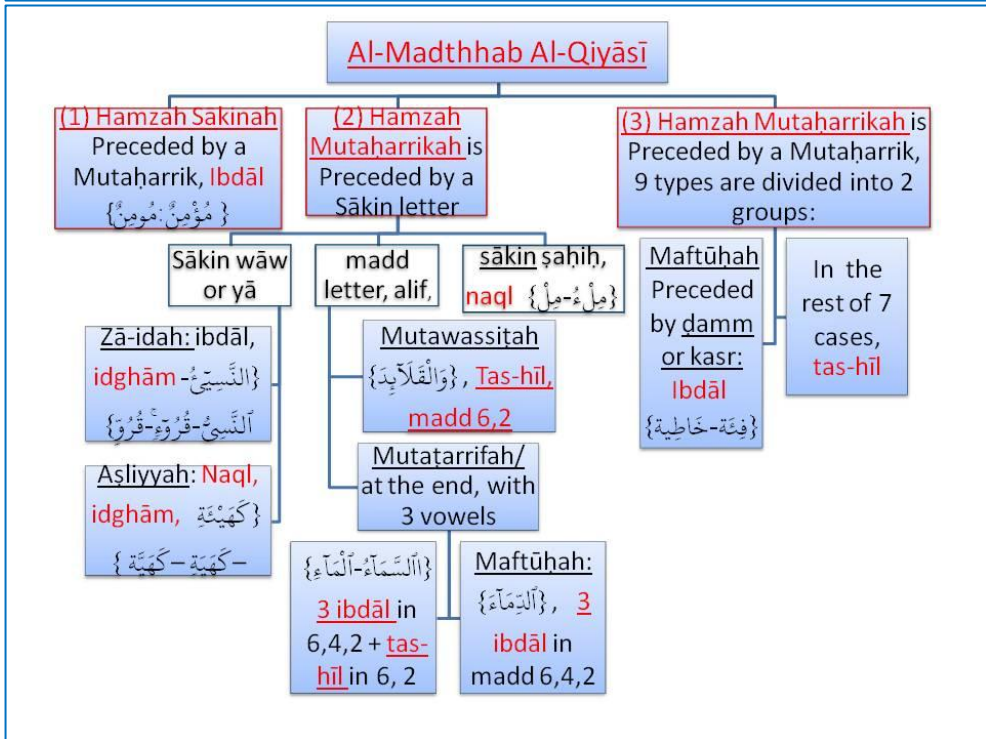 Al-Madthhab Al-Qiyāsī
(1) Hamzah Sākinah
Preceded by a
Mutaḥarrik, Ibdāl
{ مُؤْمِنٌ:مُومِنٌ}
(2) Hamzah
Mutaḥarrikah is
Preceded by a
Sākin letter
(3) Hamzah Mutaḥarrikah is
Preceded by a Mutaḥarrik,
9 types are divided into 2
groups:
Sākin wāw
or yā
madd
letter, alif,
sākin ṣaḥiḥ,
naql {مِلْءُ-مِلْ}
Maftūḥah
Preceded
by ḍamm
or kasr:
Ibdāl
{فِئَة-خَاطِية}
In the
rest of 7
cases,
tas-hīl
Zā-idah: ibdāl,
idghām -النَّسِيٓءُ}
{ٱلنَّسِيُّ-قُرُوٓءٍ-قُرُوٍّ
Aṣliyyah: Naql,
idghām, كَهَيْئَةِ}
{ كَهَيَةِ – كَهَيَّة –
Mutawassiṭah
{وَالْقَلَآئِدَ}, Tas-hīl,
madd 6,2
Mutaṭarrifah/
at the end, with
3 vowels
{االسَّمَآءُ-ٱلْمَآءِ}
3 ibdāl in
6,4,2 + tas-
hīl in 6, 2
Maftūḥah:
{ٱلدِّمَآءَ}, 3
ibdāl in
madd 6,4,2